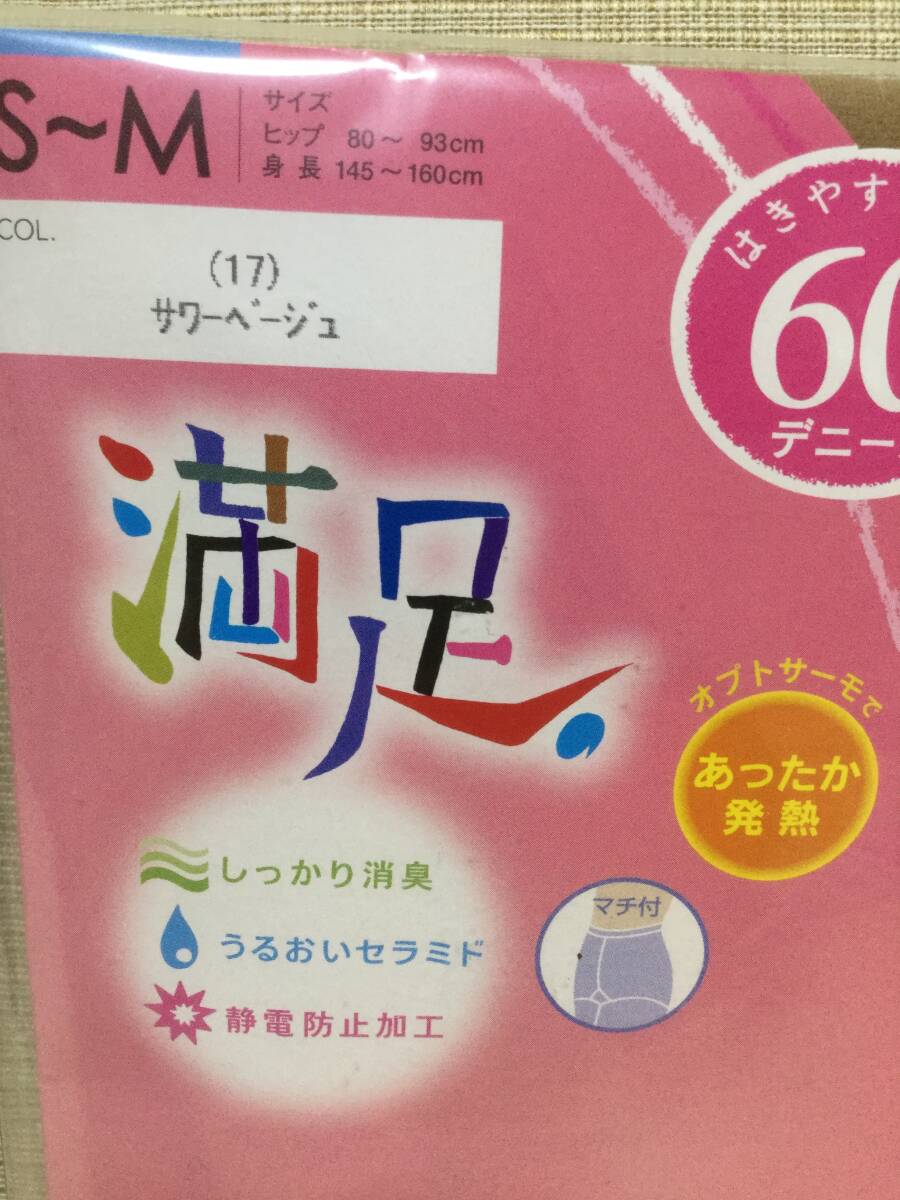 S~M
サイズ
ヒップ 80～ 93cm
身長 145～160cm
COL.
(17)
サワーベージュ
はきやす
60
デニー
満足。
オプトサーモで
あったか
発熱
しっかり消臭
うるおいセラミド
静電防止加工
マチ付